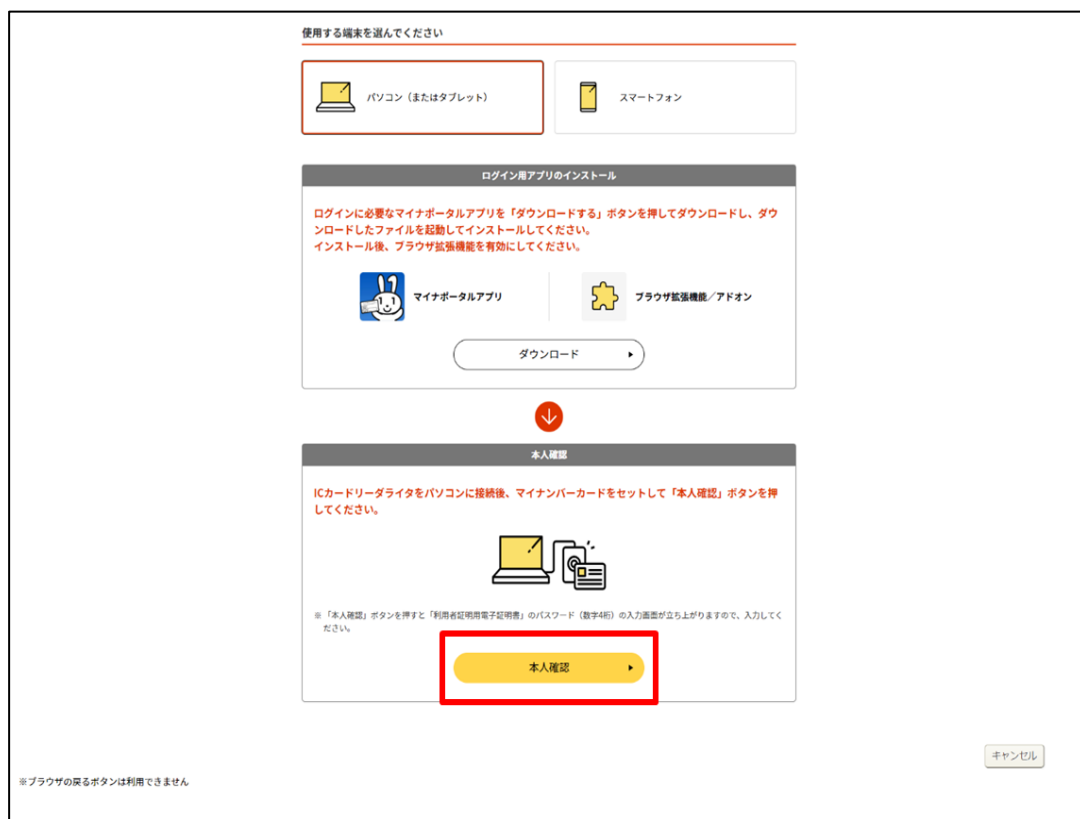 使用する端末を選んでください
パソコン（またはタブレット）
スマートフォン
ログイン用アプリのインストール
ログインに必要なマイナポータルアプリを「ダウンロードする」ボタンを押してダウンロードし、ダウ
ンロードしたファイルを起動してインストールしてください。
インストール後、ブラウザ拡張機能を有効にしてください。
マイナポータルアプリ
ブラウザ拡張機能／アドオン
ダウンロード
本人確認
ICカードリーダライタをパソコンに接続後、マイナンバーカードをセットして「本人確認」ボタンを押
してください。
※「本人確認」ボタンを押すと「利用者証明用電子証明書」のパスワード（数字4桁）の入力画面が立ち上がりますので、入力してく
ださい。
本人確認
キャンセル
※ブラウザの戻るボタンは利用できません